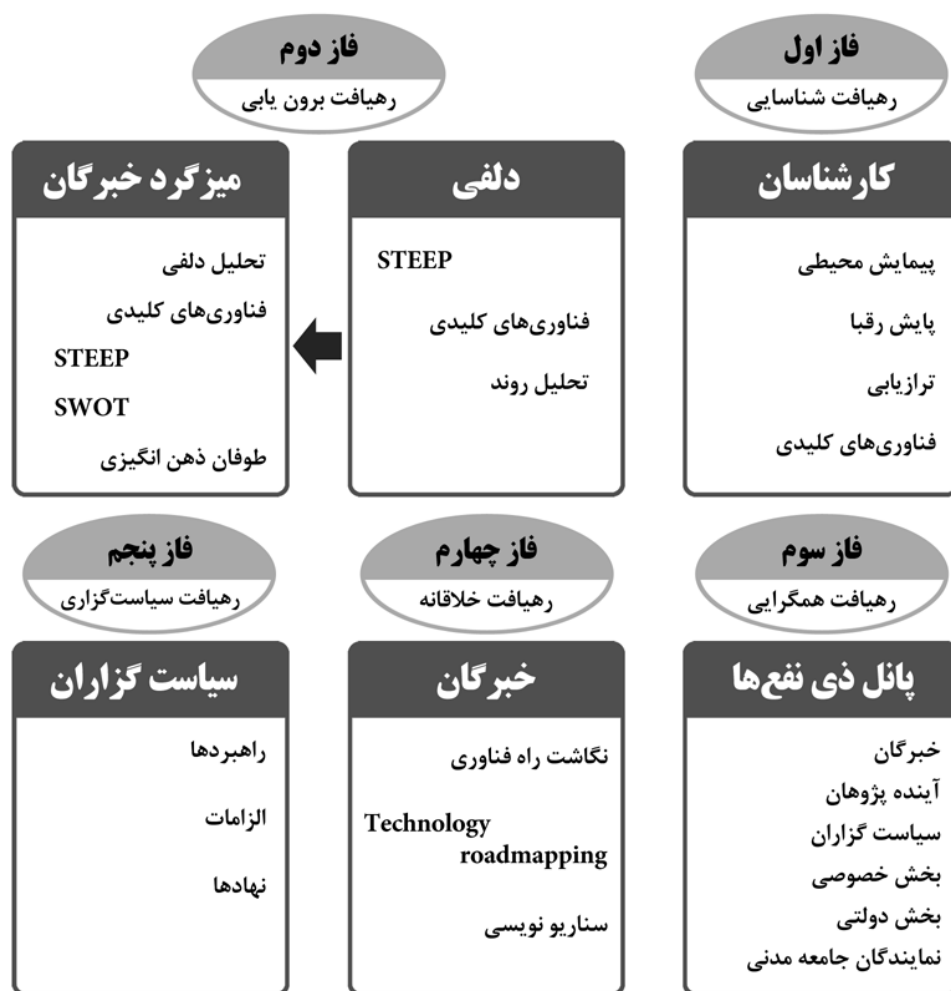 فاز اول
رهیافت شناسایی
کارشناسان
پیمایش محیطی
پایش رقبا
ترازیابی
فناوری‌های کلیدی
فاز دوم
رهیافت برون یابی
دلفی
STEEP
فناوری‌های کلیدی
تحلیل روند
میزگرد خبرگان
تحلیل دلفی
فناوری‌های کلیدی
STEEP
SWOT
طوفان ذهن انگیزی
فاز سوم
رهیافت همگرایی
پانل ذی نفع‌ها
خبرگان
آینده پژوهان
سیاست گزاران
بخش خصوصی
بخش دولتی
نمایندگان جامعه مدنی
فاز چهارم
رهیافت خلاقانه
خبرگان
نگاشت راه فناوری
Technology
roadmapping
سناریو نویسی
فاز پنجم
رهیافت سیاست‌گزاری
سیاست گزاران
راهبردها
الزامات
نهادها